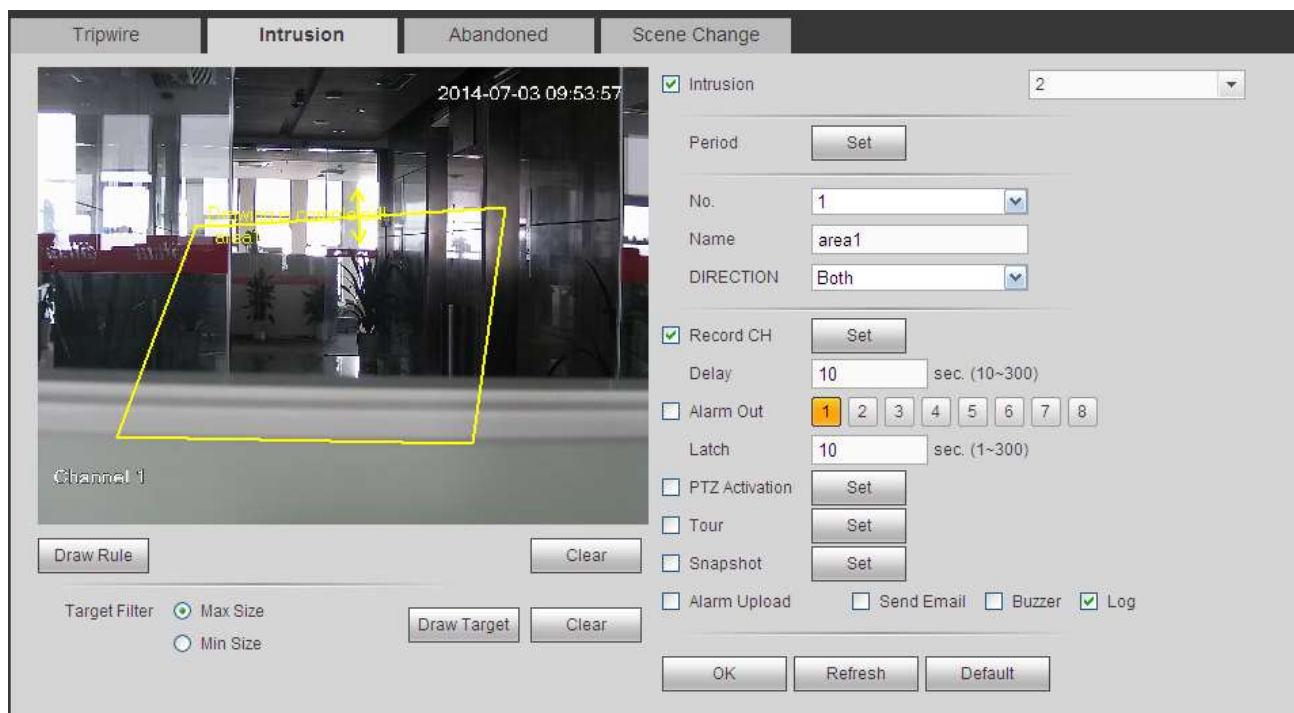 Tripwire Intrusion Abandoned Scene Change
2014-07-03 09:53:57
area1
Channel 1
Draw Rule Clear
Target Filter Max Size
Min Size
Draw Target Clear
Intrusion 2
Period Set
No. 1
Name area1
DIRECTION Both
Record CH Set
Delay 10 sec. (10~300)
Alarm Out 1 2 3 4 5 6 7 8
Latch 10 sec. (1~300)
PTZ Activation Set
Tour Set
Snapshot Set
Alarm Upload Send Email Buzzer Log
OK Refresh Default